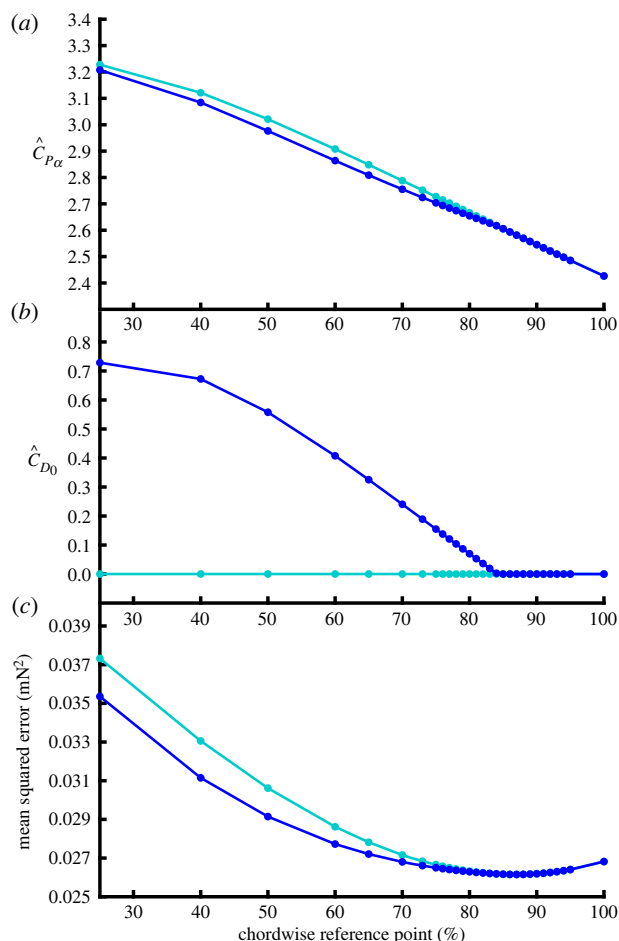 (a)
3.4
3.3
3.2
3.1
3.0
2.9
2.8
2.7
2.6
2.5
2.4
ĈPα
30 40 50 60 70 80 90 100
(b)
0.8
0.7
0.6
0.5
0.4
0.3
0.2
0.1
0.0
ĈD0
30 40 50 60 70 80 90 100
(c)
0.039
0.037
0.035
0.033
0.031
0.029
0.027
0.025
mean squared error (mN²)
30 40 50 60 70 80 90 100
chordwise reference point (%)